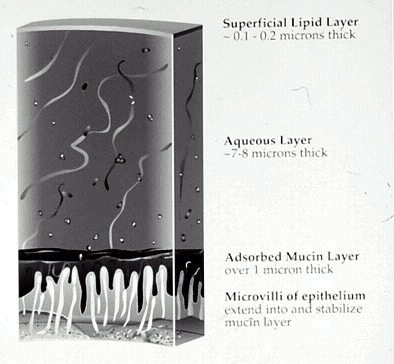 Superficial Lipid Layer
~ 0.1 - 0.2 microns thick
Aqueous Layer
~7-8 microns thick
Adsorbed Mucin Layer
over 1 micron thick
Microvilli of epithelium
extend into and stabilize
mucin layer